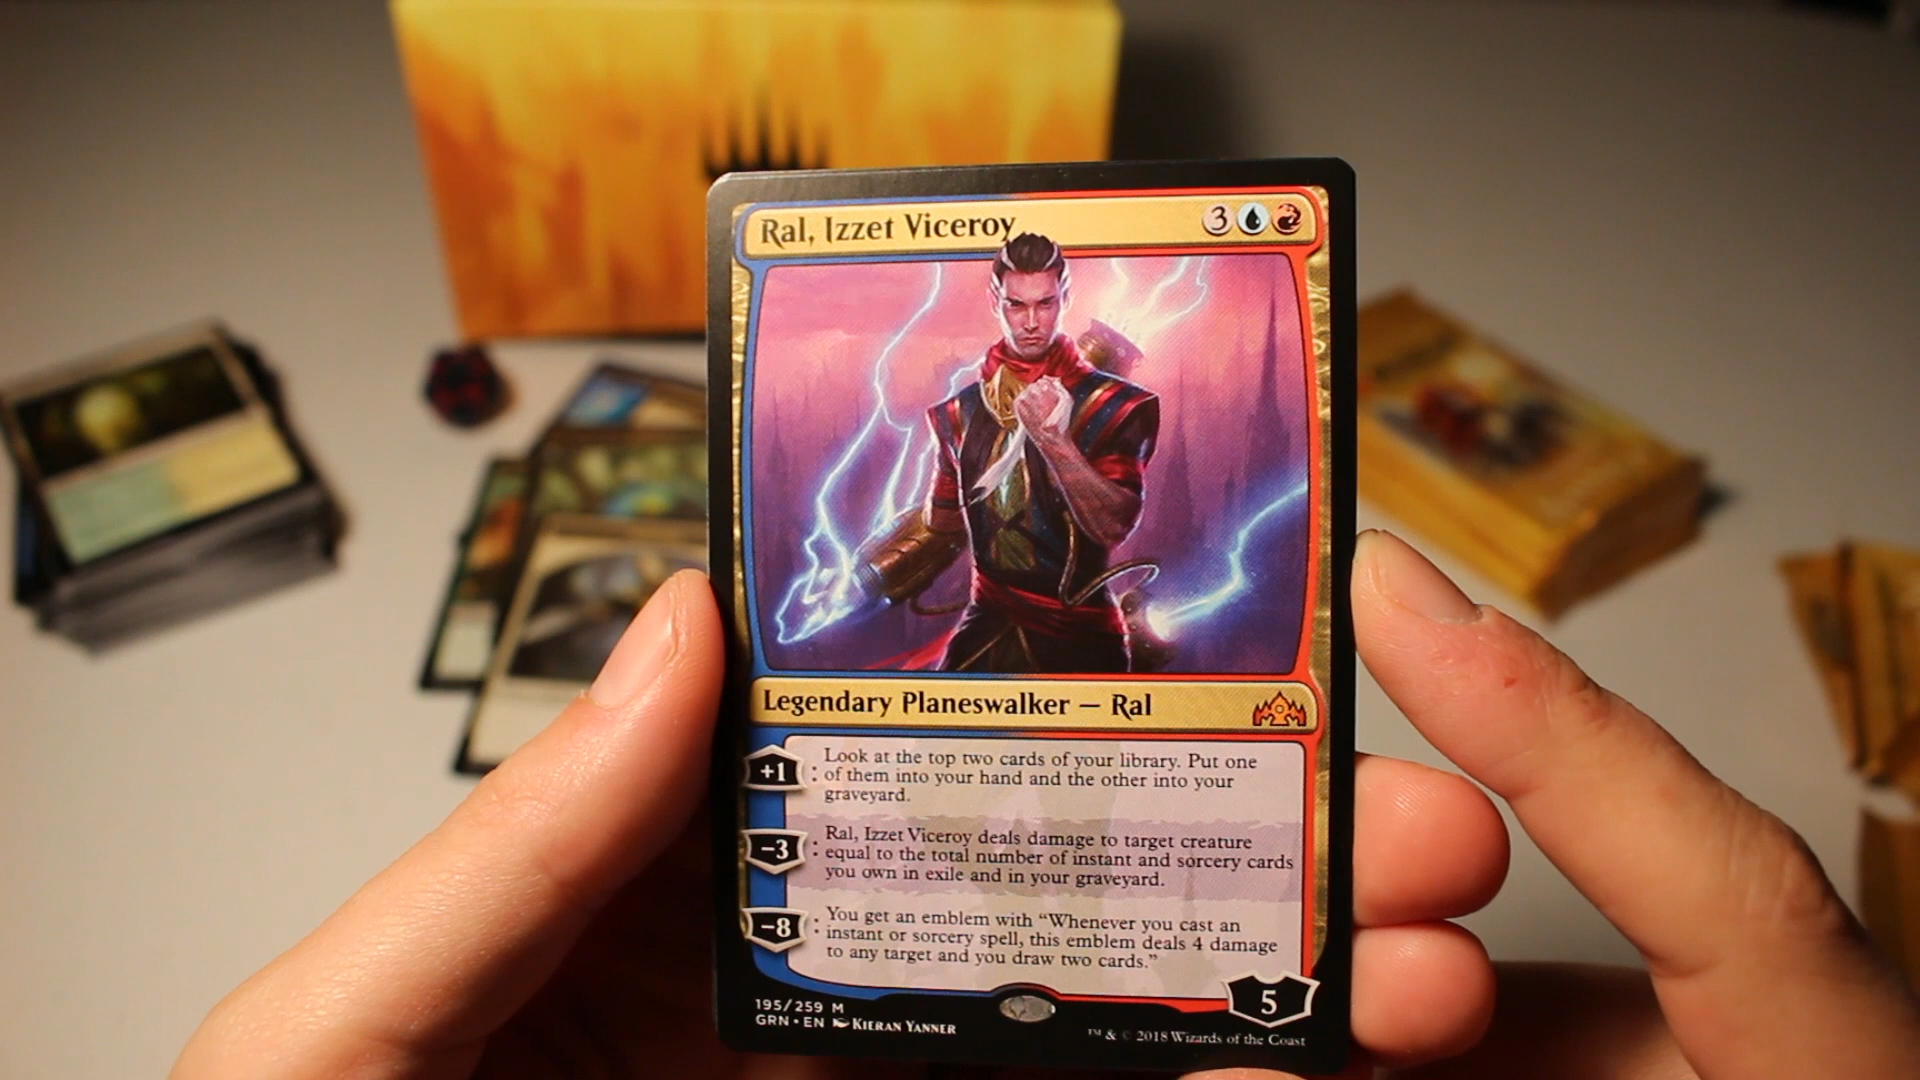 Ral, Izzet Viceroy 3
Legendary Planeswalker — Ral
+1 : Look at the top two cards of your library. Put one
of them into your hand and the other into your
graveyard.
−3 : Ral, Izzet Viceroy deals damage to target creature
equal to the total number of instant and sorcery cards
you own in exile and in your graveyard.
−8 : You get an emblem with “Whenever you cast an
instant or sorcery spell, this emblem deals 4 damage
to any target and you draw two cards.”
5
195/259 M
GRN • EN KIERAN YANNER
™ & © 2018 Wizards of the Coast